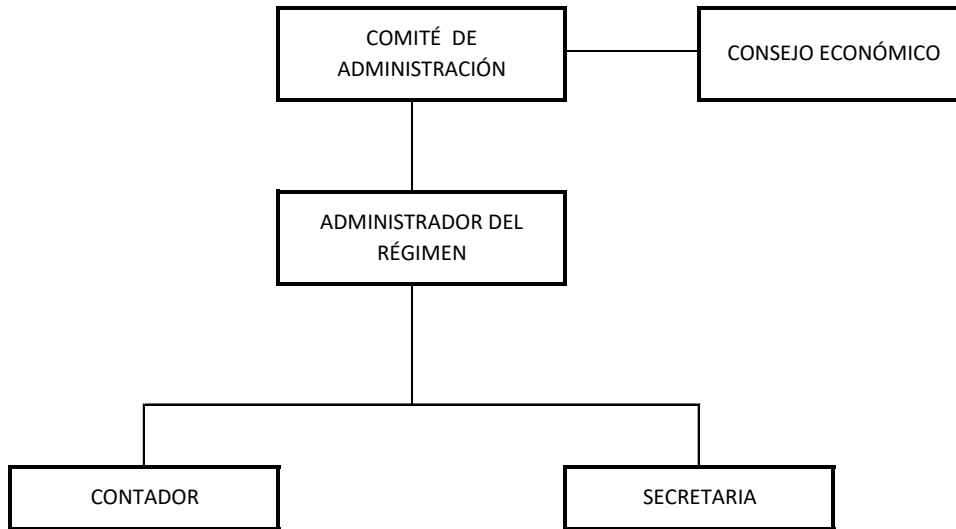 COMITÉ DE
ADMINISTRACIÓN
CONSEJO ECONÓMICO
ADMINISTRADOR DEL
RÉGIMEN
CONTADOR
SECRETARIA